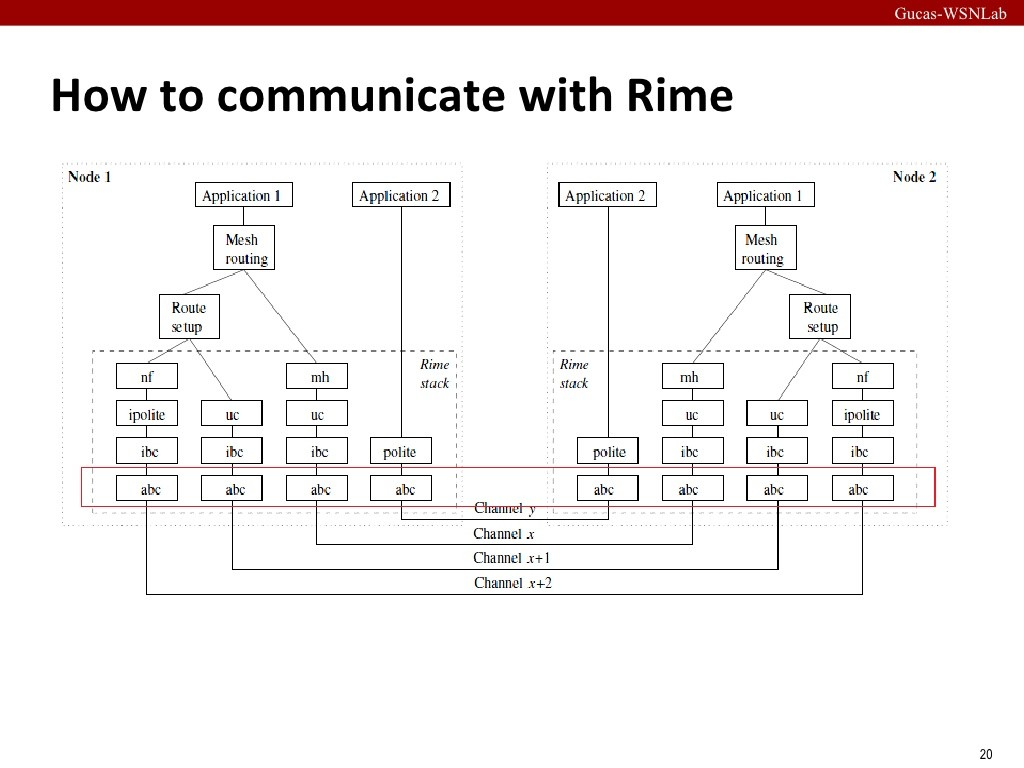 Gucas-WSNLab
How to communicate with Rime
Node 1
Node 2
Application 1
Application 2
Application 2
Application 1
Mesh
routing
Mesh
routing
Route
setup
Route
setup
Rime
stack
Rime
stack
nf
mh
mh
nf
ipolite
uc
uc
uc
uc
ipolite
ibc
ibc
ibc
polite
polite
ibc
ibc
ibc
abc
abc
abc
abc
abc
abc
abc
abc
Channel y
Channel x
Channel x+1
Channel x+2
20